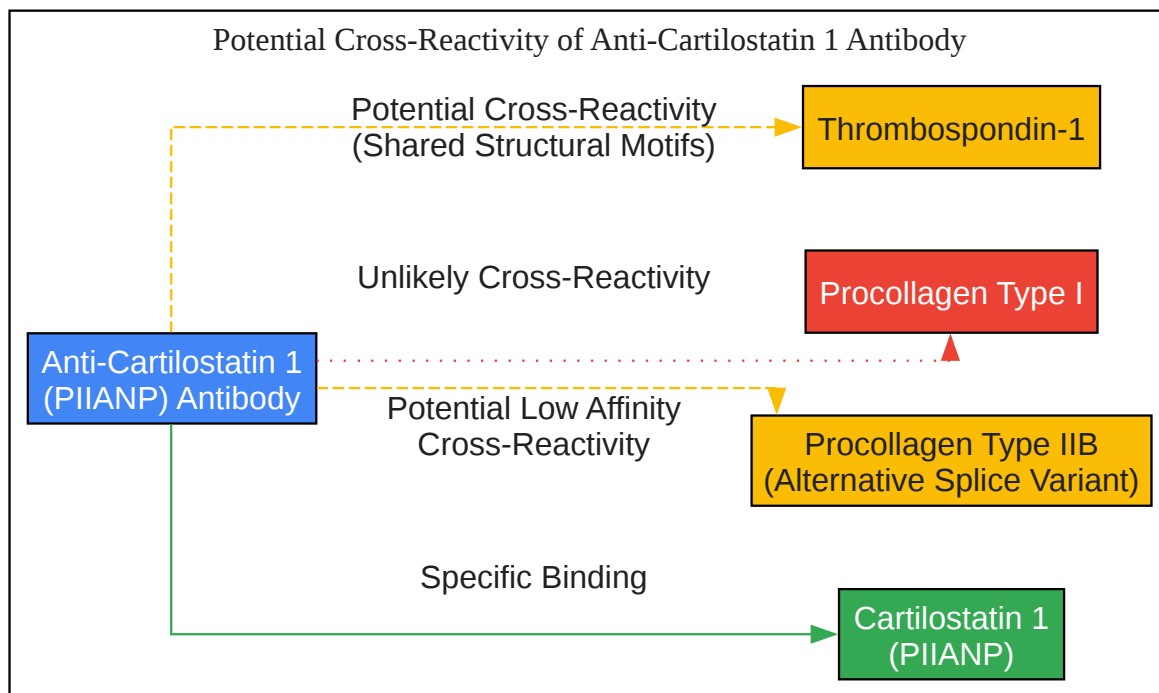 Potential Cross-Reactivity of Anti-Cartilostatin 1 Antibody
Potential Cross-Reactivity
(Shared Structural Motifs)
Thrombospondin-1
Unlikely Cross-Reactivity
Procollagen Type I
Anti-Cartilostatin 1
(PIIANP) Antibody
Potential Low Affinity
Cross-Reactivity
Procollagen Type IIB
(Alternative Splice Variant)
Specific Binding
Cartilostatin 1
(PIIANP)